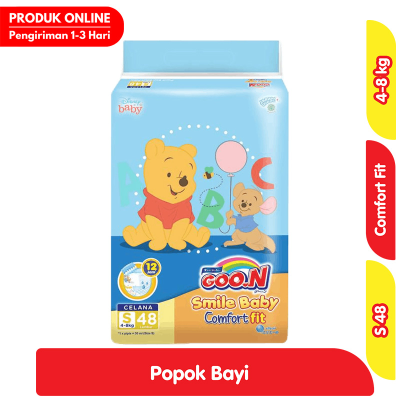 PRODUK ONLINE
Pengiriman 1-3 Hari
Disney
baby
A
B
C
12
GOO.N
Smile Baby
Comfort fit
CELANA
S 48
4-8kg
4-8 kg
Comfort Fit
S 48
Popok Bayi